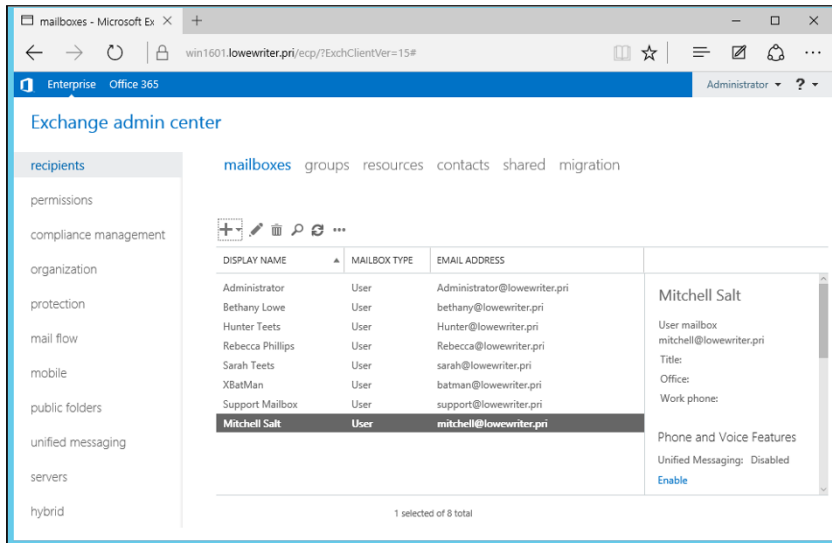 mailboxes - Microsoft Ex
win1601.lowewriter.pri/ecp/?ExchClientVer=15#
Enterprise Office 365 Administrator ?
Exchange admin center
recipients
permissions
compliance management
organization
protection
mail flow
mobile
public folders
unified messaging
servers
hybrid
mailboxes groups resources contacts shared migration
DISPLAY NAME MAILBOX TYPE EMAIL ADDRESS
Administrator User Administrator@lowewriter.pri
Bethany Lowe User bethany@lowewriter.pri
Hunter Teets User Hunter@lowewriter.pri
Rebecca Phillips User Rebecca@lowewriter.pri
Sarah Teets User sarah@lowewriter.pri
XBatMan User batman@lowewriter.pri
Support Mailbox User support@lowewriter.pri
Mitchell Salt User mitchell@lowewriter.pri
1 selected of 8 total
Mitchell Salt
User mailbox
mitchell@lowewriter.pri
Title:
Office:
Work phone:
Phone and Voice Features
Unified Messaging: Disabled
Enable